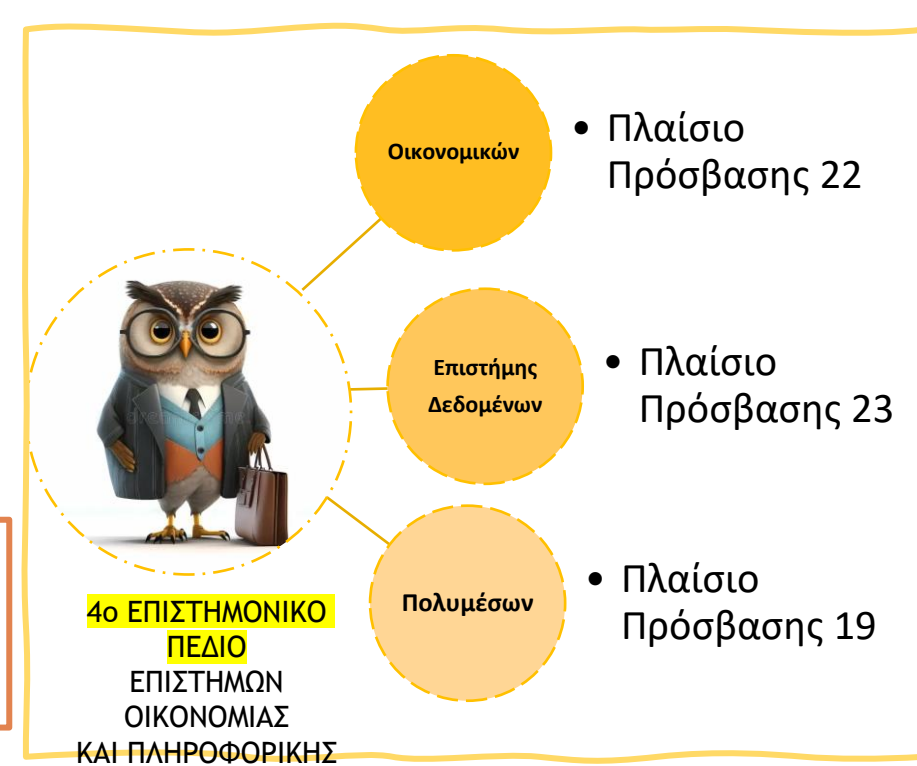 Οικονομικών
• Πλαίσιο
Πρόσβασης 22
Επιστήμης
Δεδομένων
• Πλαίσιο
Πρόσβασης 23
Πολυμέσων
• Πλαίσιο
Πρόσβασης 19
4ο ΕΠΙΣΤΗΜΟΝΙΚΟ
ΠΕΔΙΟ
ΕΠΙΣΤΗΜΩΝ
ΟΙΚΟΝΟΜΙΑΣ
ΚΑΙ ΠΛΗΡΟΦΟΡΙΚΗΣ